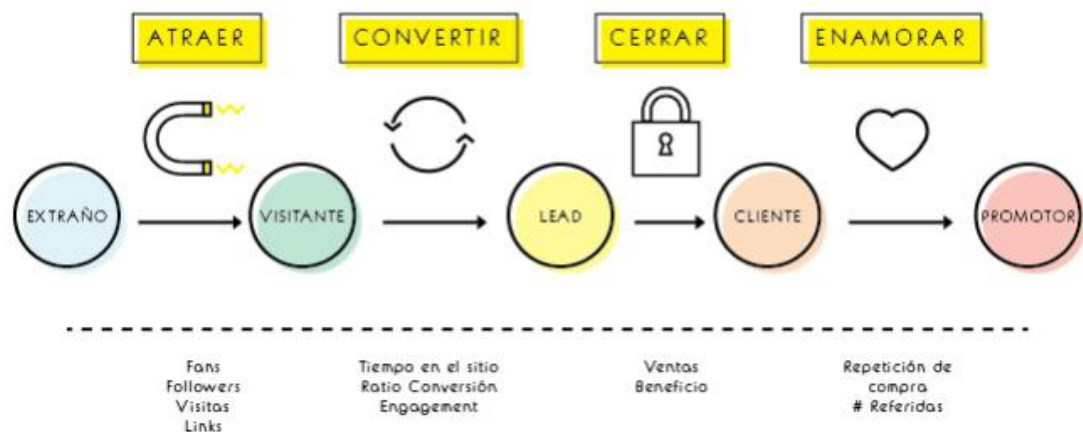 ATRAER
CONVERTIR
CERRAR
ENAMORAR
EXTRAÑO
VISITANTE
LEAD
CLIENTE
PROMOTOR
Fans
Followers
Visitas
Links
Tiempo en el sitio
Ratio Conversión
Engagement
Ventas
Beneficio
Repetición de
compra
# Referidas